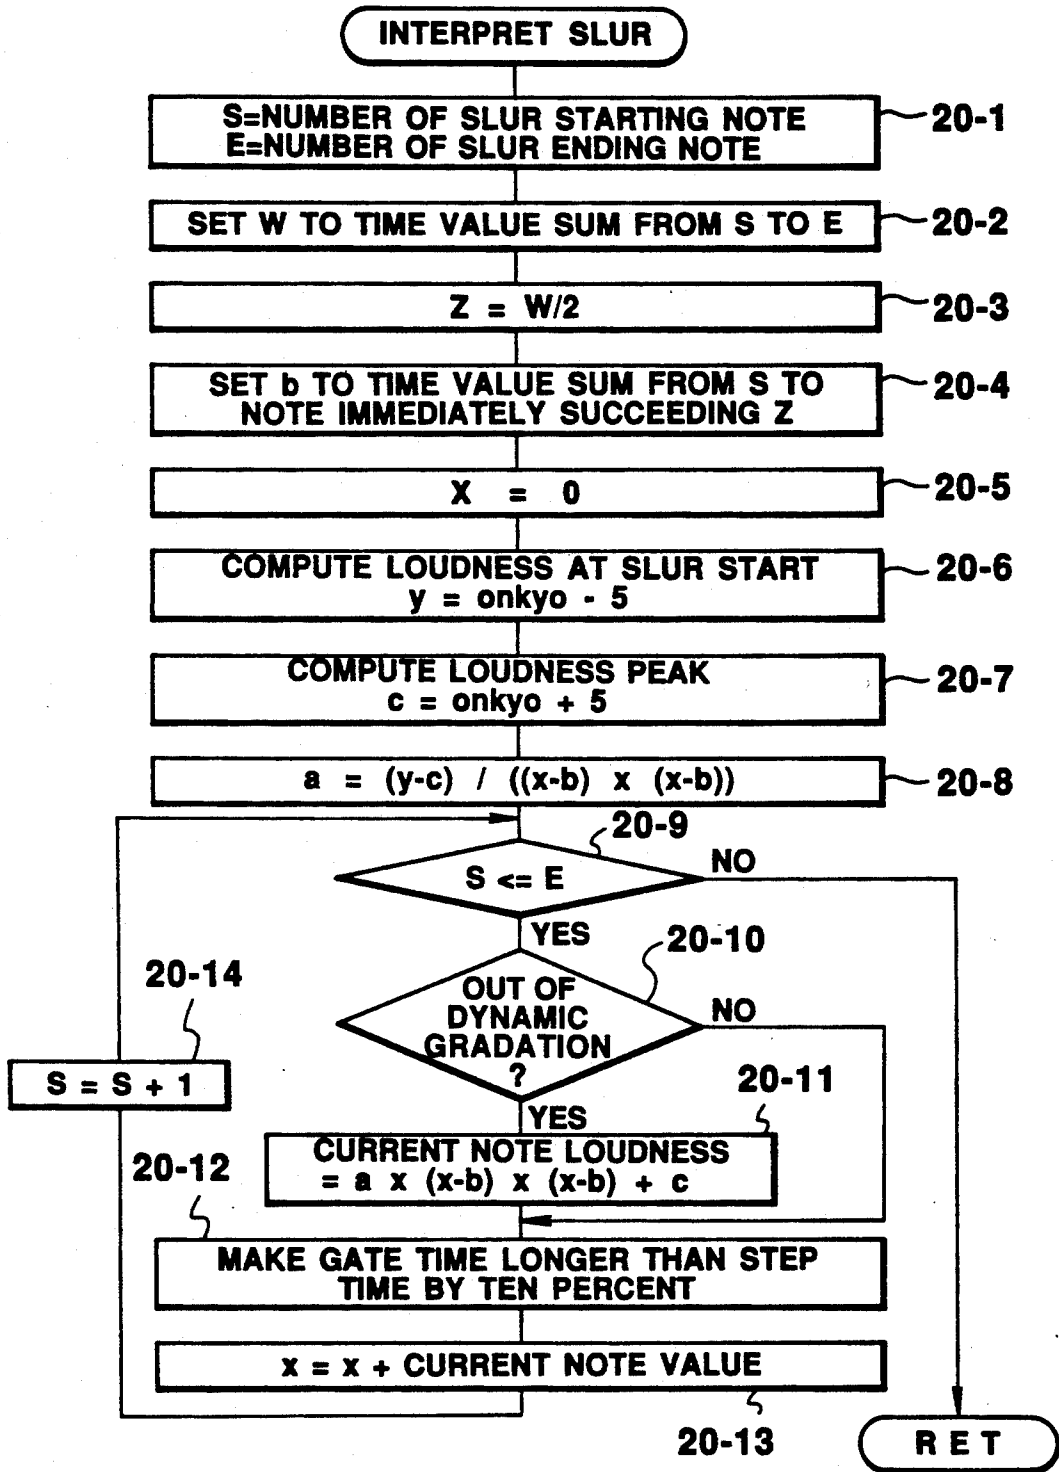 INTERPRET SLUR
S=NUMBER OF SLUR STARTING NOTE
E=NUMBER OF SLUR ENDING NOTE
20-1
SET W TO TIME VALUE SUM FROM S TO E
20-2
Z = W/2
20-3
SET b TO TIME VALUE SUM FROM S TO
NOTE IMMEDIATELY SUCCEEDING Z
20-4
X = 0
20-5
COMPUTE LOUDNESS AT SLUR START
y = onkyo - 5
20-6
COMPUTE LOUDNESS PEAK
c = onkyo + 5
20-7
a = (y-c) / ((x-b) x (x-b))
20-8
20-9
S <= E
NO
YES
20-10
OUT OF
DYNAMIC
GRADATION
?
NO
YES
20-14
S = S + 1
20-11
CURRENT NOTE LOUDNESS
= a x (x-b) x (x-b) + c
20-12
MAKE GATE TIME LONGER THAN STEP
TIME BY TEN PERCENT
x = x + CURRENT NOTE VALUE
20-13
RET